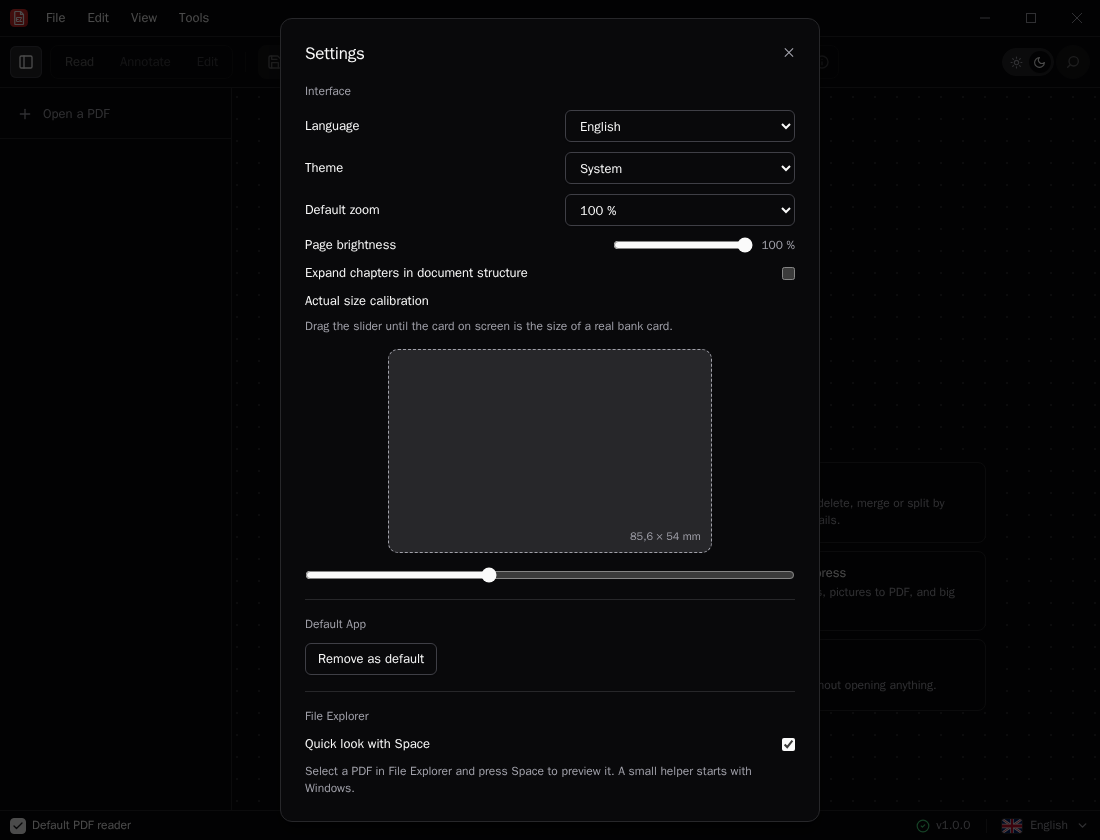 File Edit View Tools
Read Annotate Edit
Open a PDF
Settings
Interface
Language
English
Theme
System
Default zoom
100 %
Page brightness
100 %
Expand chapters in document structure
Actual size calibration
Drag the slider until the card on screen is the size of a real bank card.
85,6 × 54 mm
Default App
Remove as default
File Explorer
Quick look with Space
Select a PDF in File Explorer and press Space to preview it. A small helper starts with
Windows.
delete, merge or split by
pictures to PDF, and big
opening anything.
Default PDF reader
v1.0.0
English